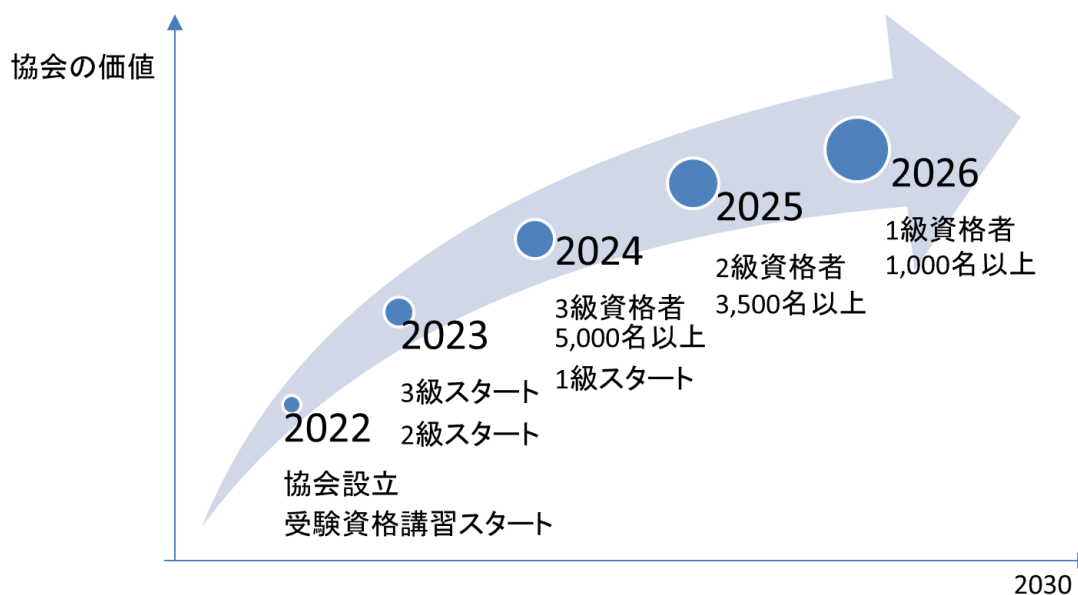 協会の価値
2022
協会設立
受験資格講習スタート
2023
3級スタート
2級スタート
2024
3級資格者
5,000名以上
1級スタート
2025
2級資格者
3,500名以上
2026
1級資格者
1,000名以上
2030